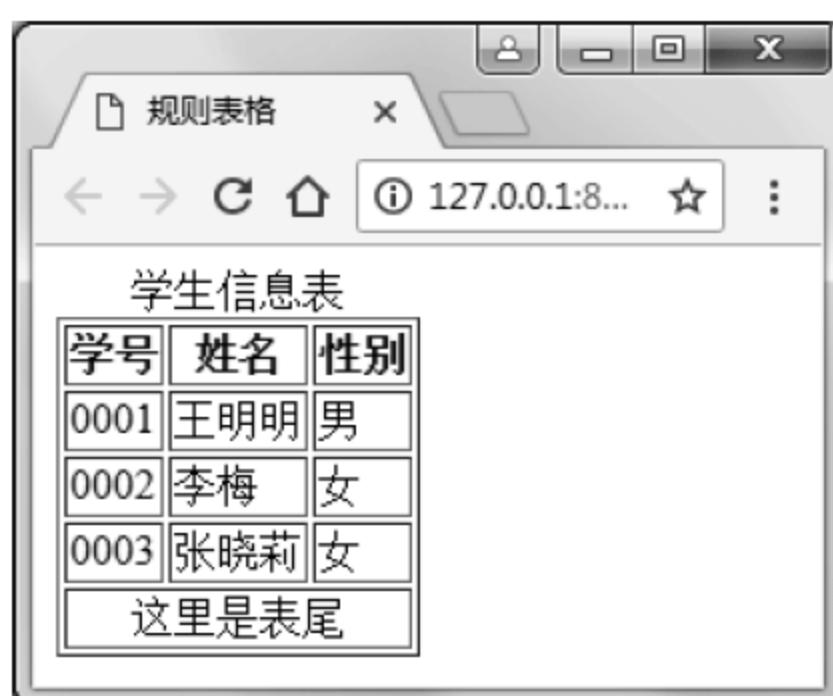 规则表格
127.0.0.1:8...
学生信息表
学号 姓名 性别
0001 王明明 男
0002 李梅 女
0003 张晓莉 女
这里是表尾